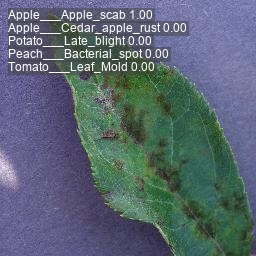 Apple___Apple_scab 1.00
Apple___Cedar_apple_rust 0.00
Potato___Late_blight 0.00
Peach___Bacterial_spot 0.00
Tomato___Leaf_Mold 0.00